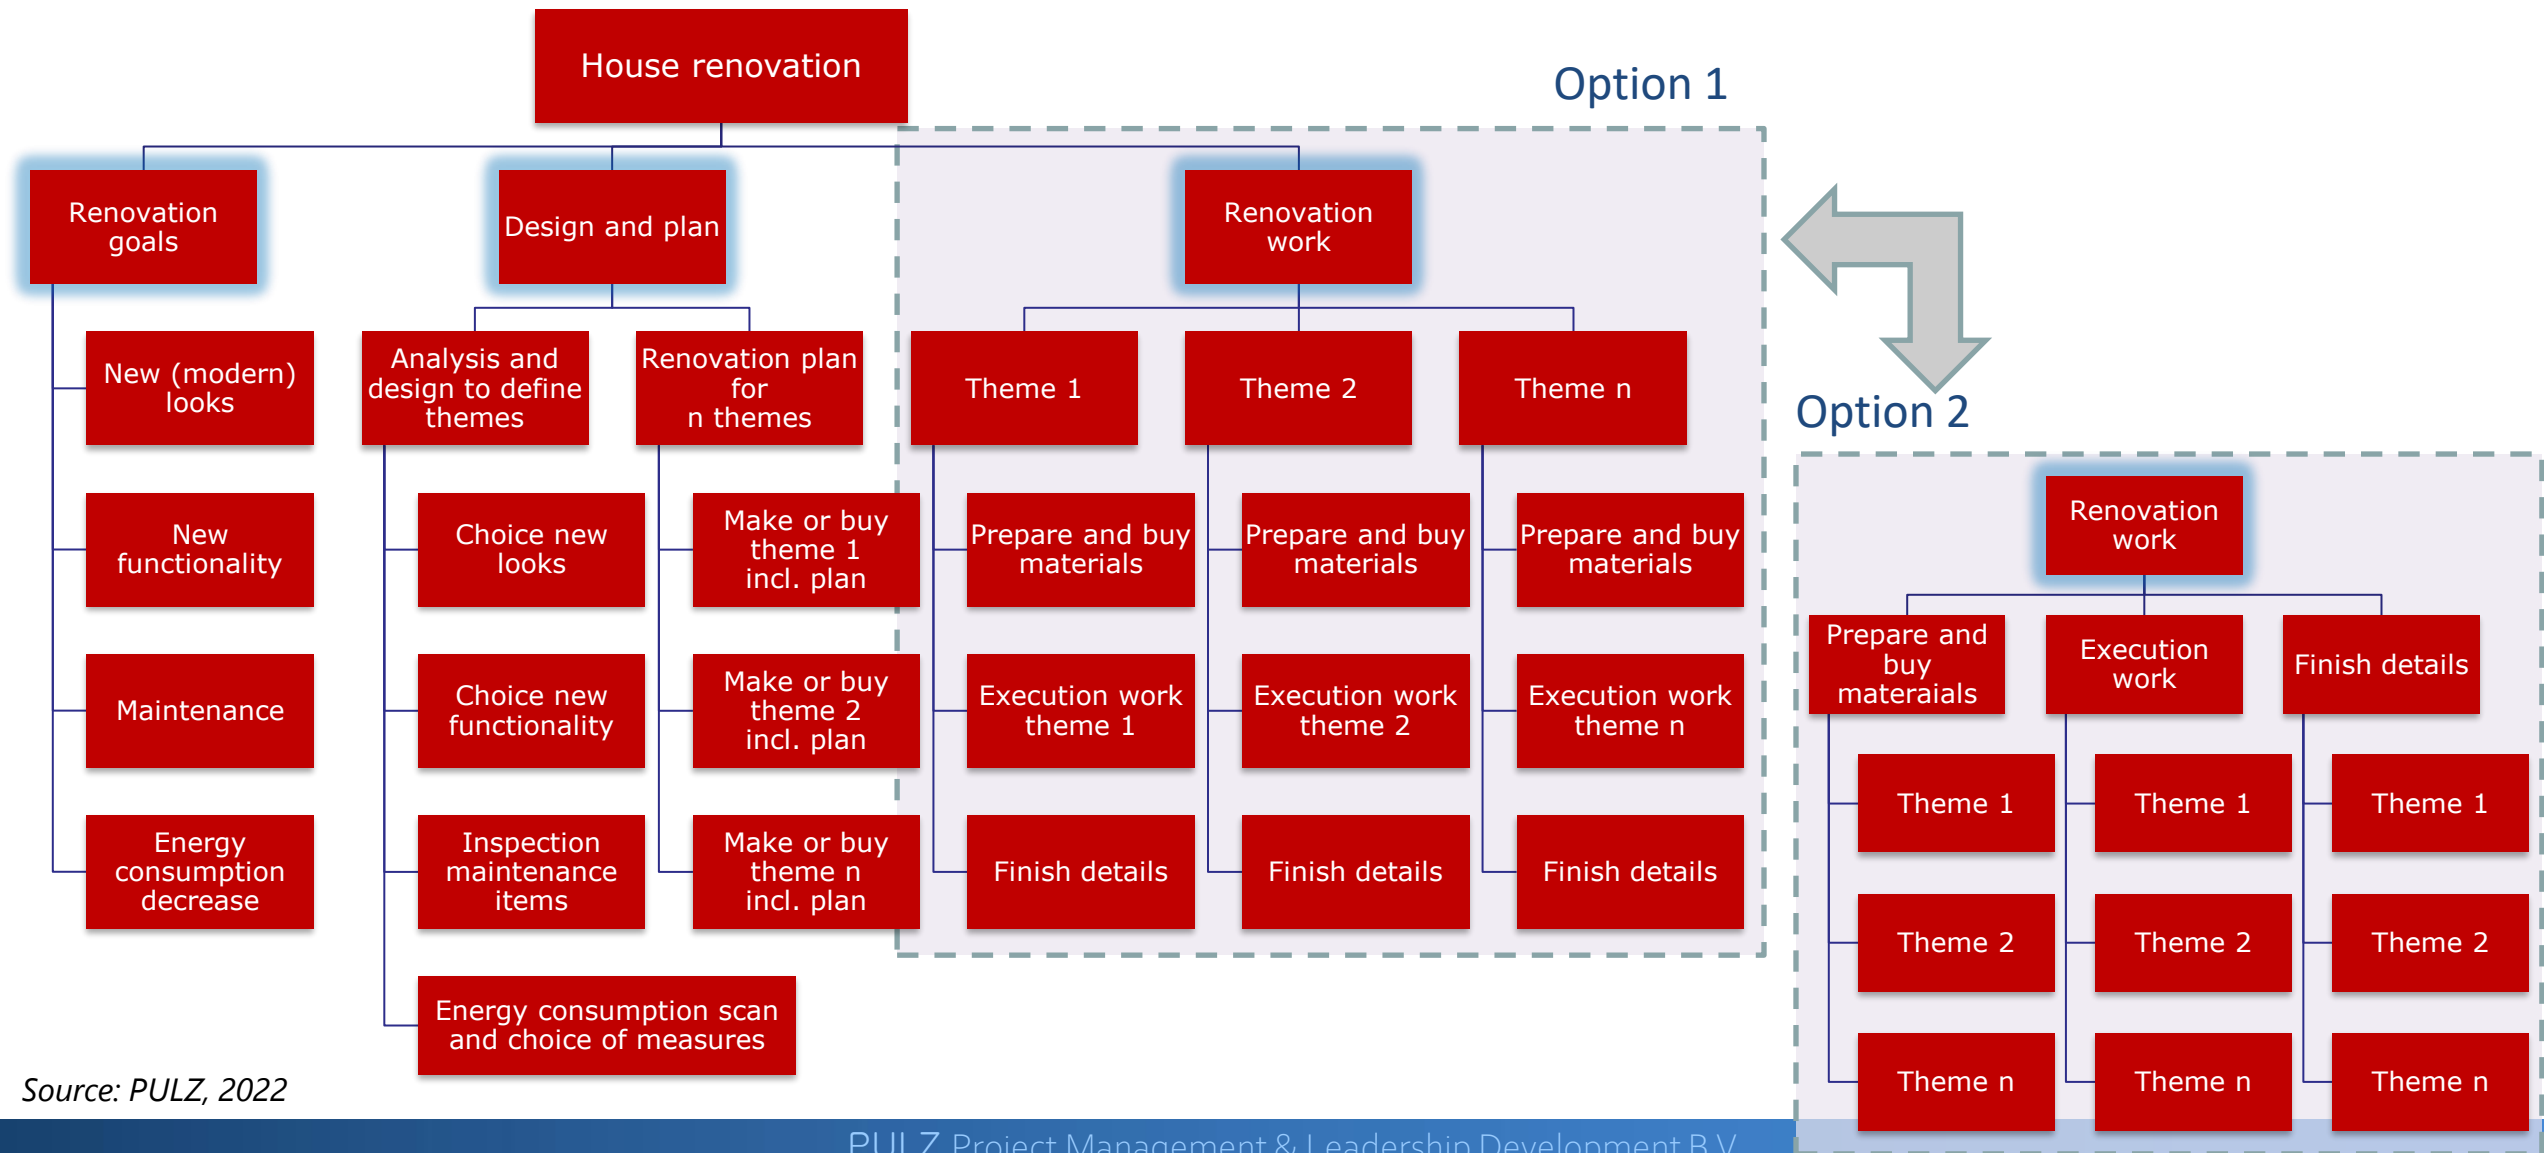 House renovation
Option 1
Renovation
goals
Design and plan
Renovation
work
New (modern)
looks
New
functionality
Maintenance
Energy
consumption
decrease
Analysis and
design to define
themes
Choice new
looks
Choice new
functionality
Inspection
maintenance
items
Energy consumption scan
and choice of measures
Renovation plan
for
n themes
Make or buy
theme 1
incl. plan
Make or buy
theme 2
incl. plan
Make or buy
theme n
incl. plan
Theme 1
Prepare and buy
materials
Execution work
theme 1
Finish details
Theme 2
Prepare and buy
materials
Execution work
theme 2
Finish details
Theme n
Prepare and buy
materials
Execution work
theme n
Finish details
Option 2
Renovation
work
Prepare and
buy
materaials
Theme 1
Theme 2
Theme n
Execution
work
Theme 1
Theme 2
Theme n
Finish details
Theme 1
Theme 2
Theme n
Source: PULZ, 2022
PULZ Project Management & Leadership Development B.V.